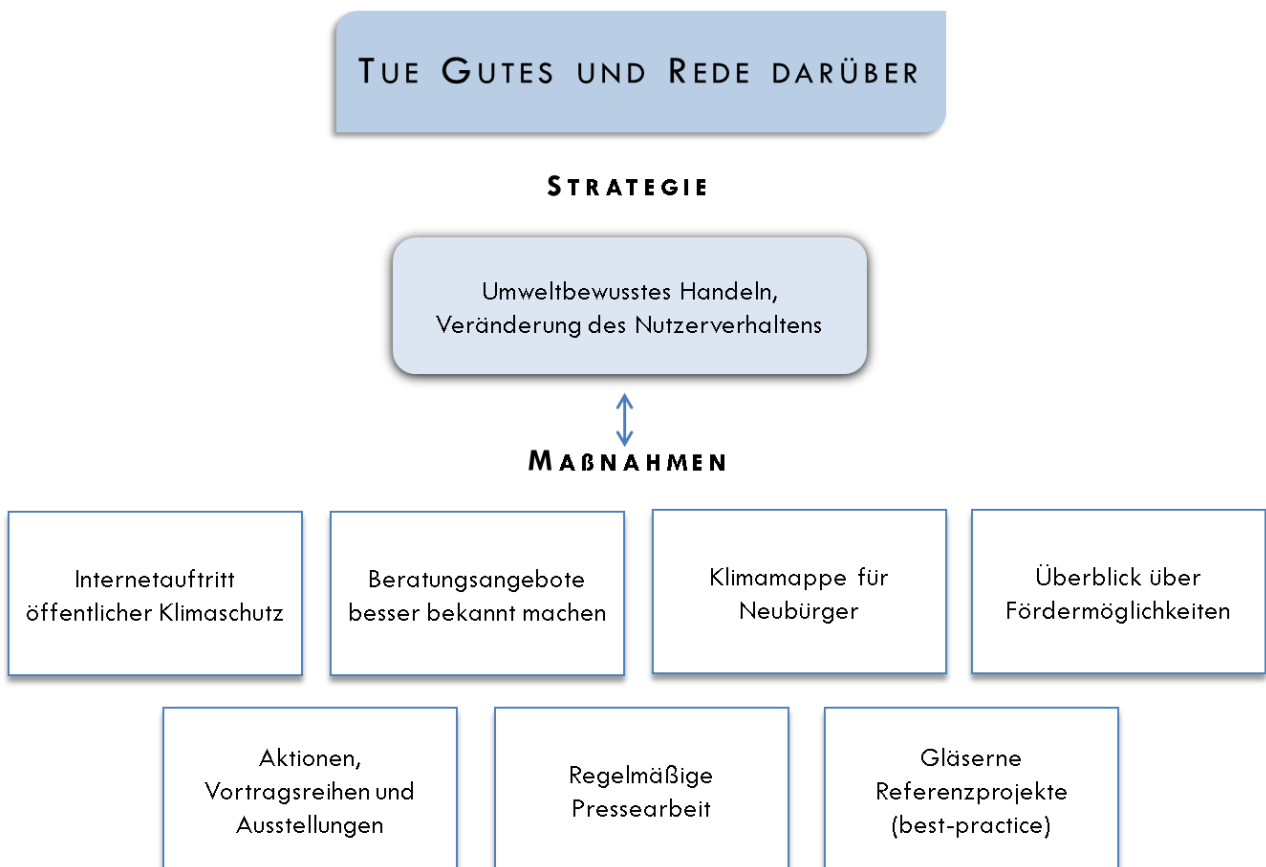 TUE GUTES UND REDE DARÜBER
STRATEGIE
Umweltbewusstes Handeln,
Veränderung des Nutzerverhaltens
MAßNAHMEN
Internetauftritt
öffentlicher Klimaschutz
Beratungsangebote
besser bekannt machen
Klimamappe für
Neubürger
Überblick über
Fördermöglichkeiten
Aktionen,
Vortragsreihen und
Ausstellungen
Regelmäßige
Pressearbeit
Gläserne
Referenzprojekte
(best-practice)